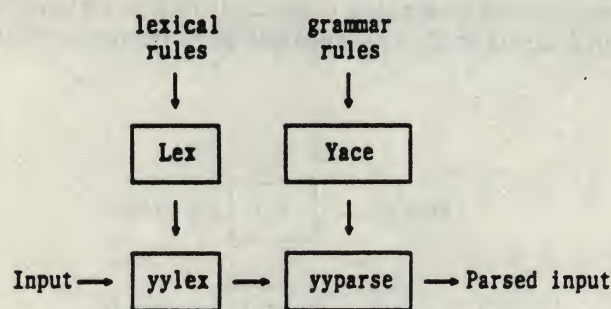 lexical grammar
rules rules
Lex Yace
Input yylex yyparse Parsed input